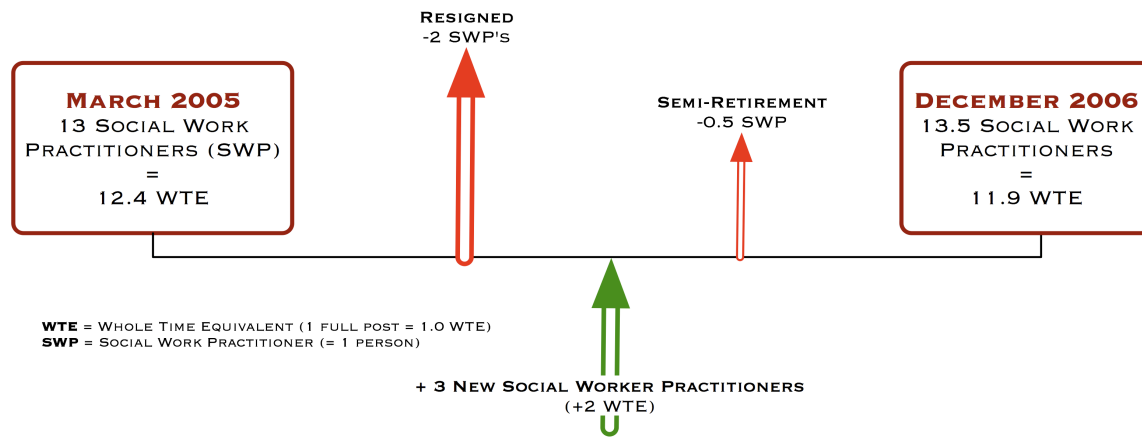 Resigned
-2 SWP's
March 2005
13 Social Work
Practitioners (SWP)
=
12.4 WTE
Semi-Retirement
-0.5 SWP
December 2006
13.5 Social Work
Practitioners
=
11.9 WTE
WTE = Whole Time Equivalent (1 full post = 1.0 WTE)
SWP = Social Work Practitioner (= 1 person)
+ 3 New Social Worker Practitioners
(+2 WTE)